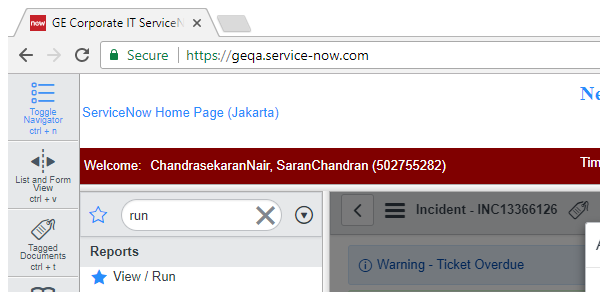 now GE Corporate IT ServiceN
Secure https://geqa.service-now.com
Toggle
Navigator
ctrl + n
ServiceNow Home Page (Jakarta)
Ne
List and Form
View
ctrl + v
Welcome: ChandrasekaranNair, SaranChandran (502755282)
Tim
Tagged
Documents
ctrl + t
run
Incident - INC13366126
Reports
View / Run
Warning - Ticket Overdue